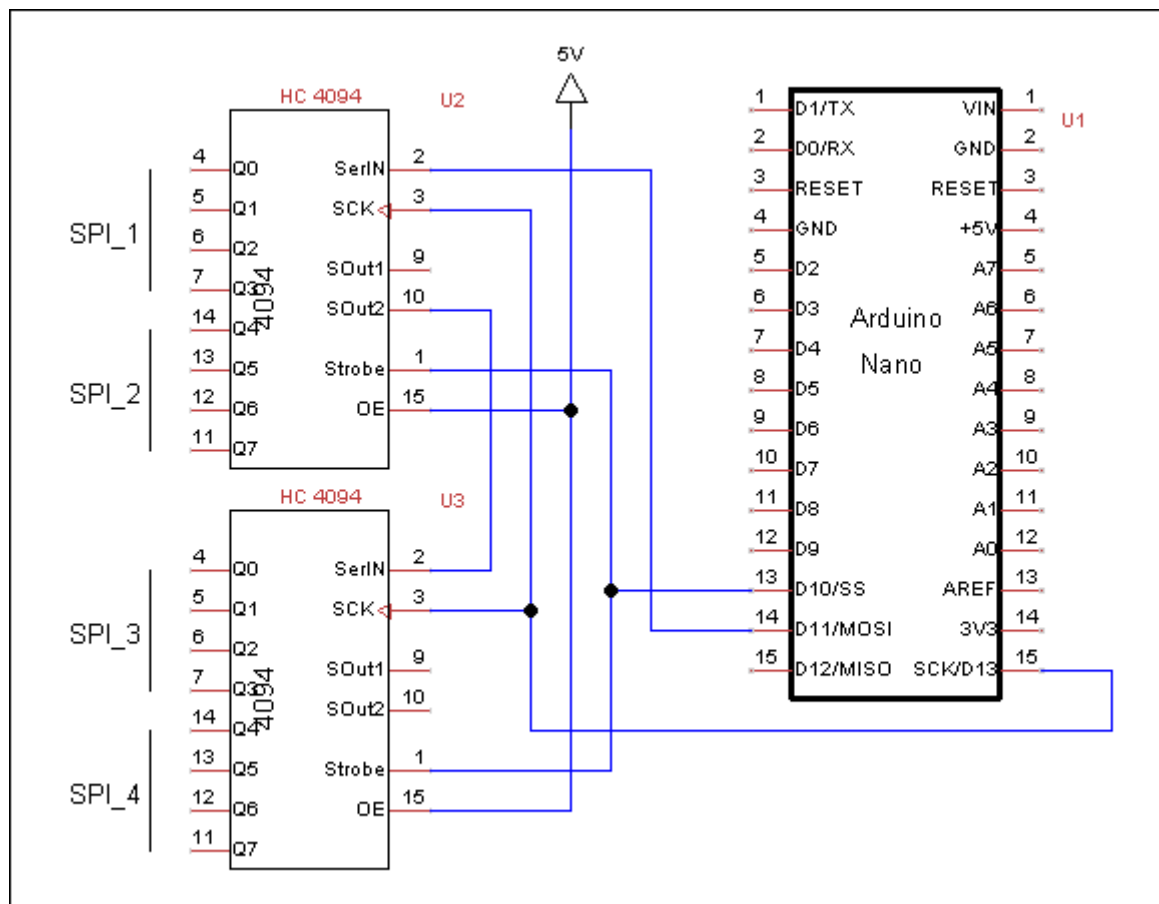 5V
HC 4094 U2
4 Q0 SerIN 2
5 Q1 SCK 3
6 Q2
SOut1 9
7 Q3
SOut2 10
14 Q4
13 Q5 Strobe 1
12 Q6 OE 15
11 Q7
4094
SPI_1
SPI_2
HC 4094 U3
4 Q0 SerIN 2
5 Q1 SCK 3
6 Q2
SOut1 9
7 Q3
SOut2 10
14 Q4
13 Q5 Strobe 1
12 Q6 OE 15
11 Q7
4094
SPI_3
SPI_4
U1
Arduino
Nano
1 D1/TX VIN 1
2 D0/RX GND 2
3 RESET RESET 3
4 GND +5V 4
5 D2 A7 5
6 D3 A6 6
7 D4 A5 7
8 D5 A4 8
9 D6 A3 9
10 D7 A2 10
11 D8 A1 11
12 D9 A0 12
13 D10/SS AREF 13
14 D11/MOSI 3V3 14
15 D12/MISO SCK/D13 15